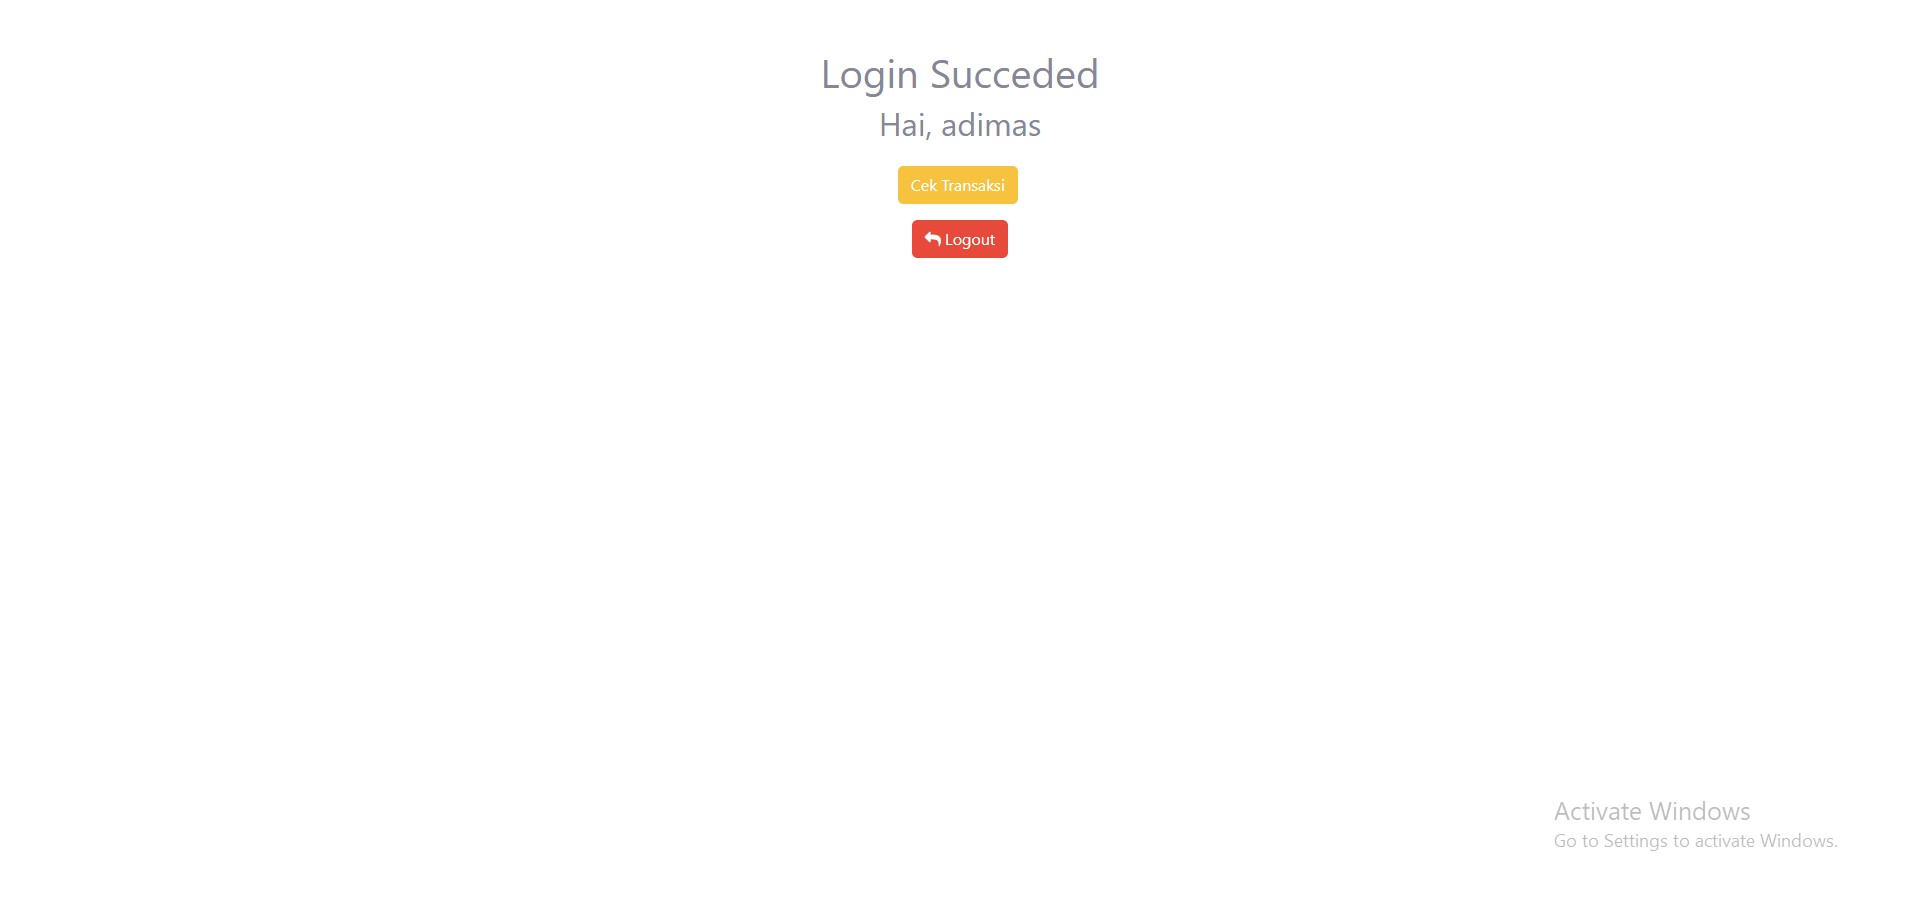 Login Succeded
Hai, adimas
Cek Transaksi
Logout
Activate Windows
Go to Settings to activate Windows.